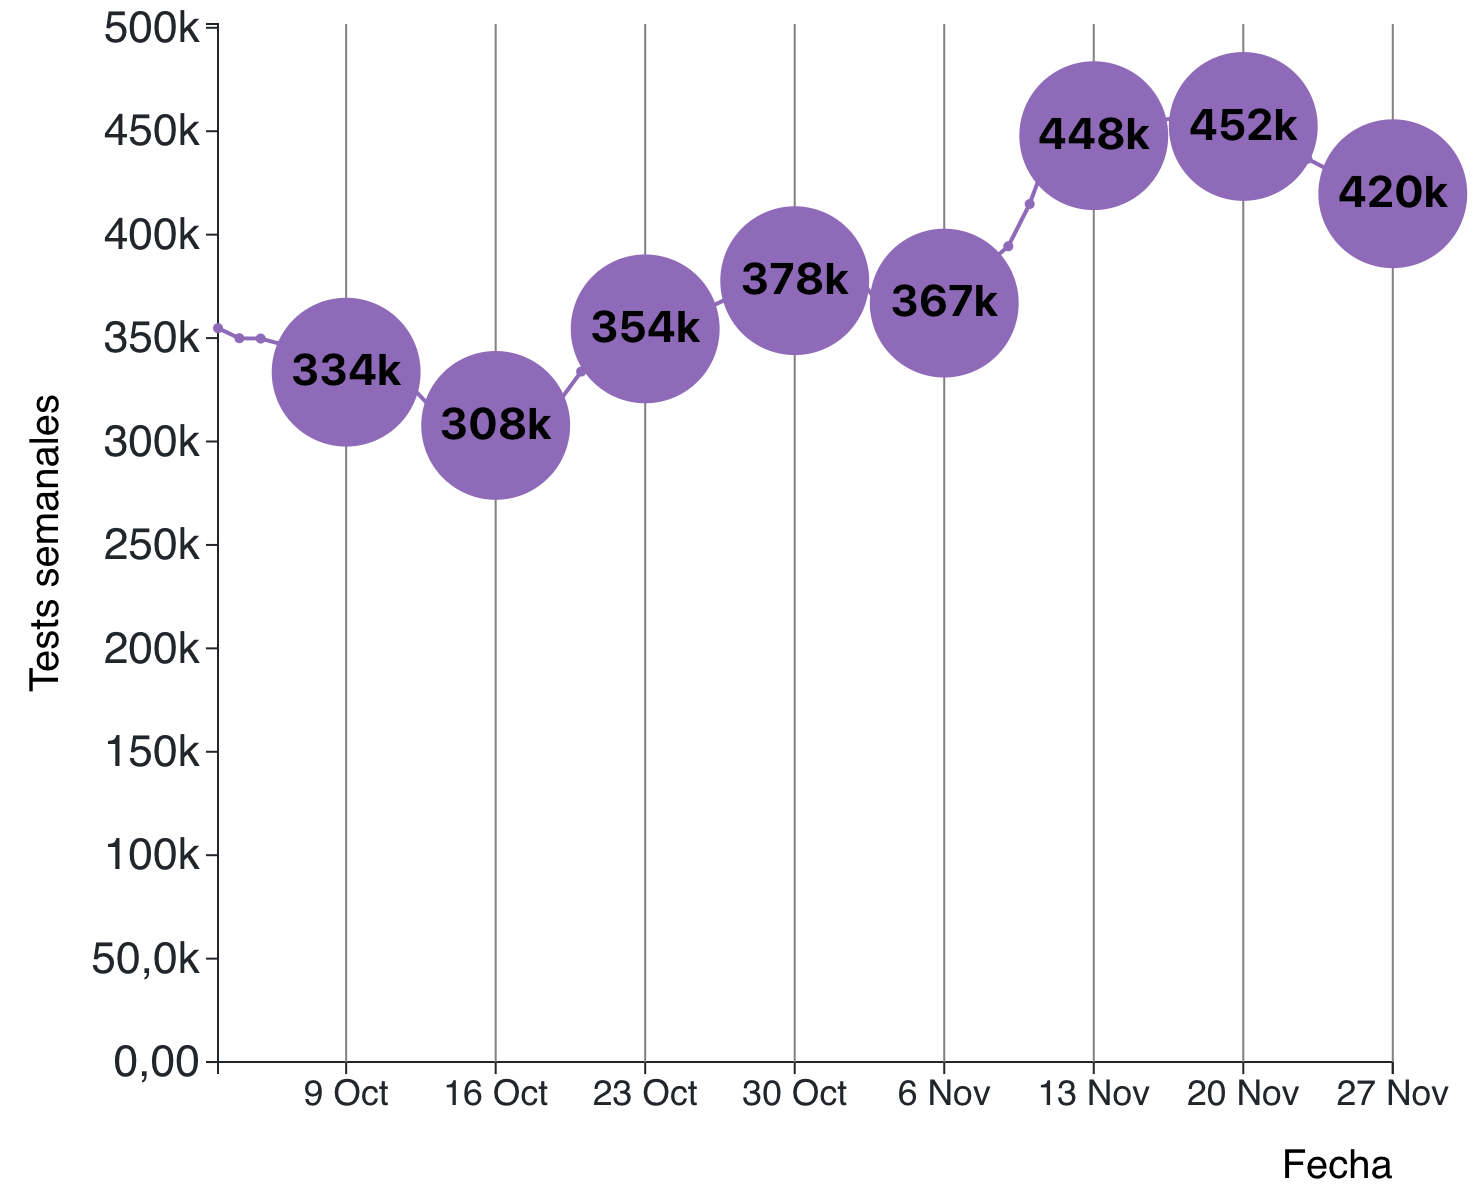 500k
450k
400k
350k
300k
250k
200k
150k
100k
50,0k
0,00
Tests semanales
334k
308k
354k
378k
367k
448k
452k
420k
9 Oct
16 Oct
23 Oct
30 Oct
6 Nov
13 Nov
20 Nov
27 Nov
Fecha